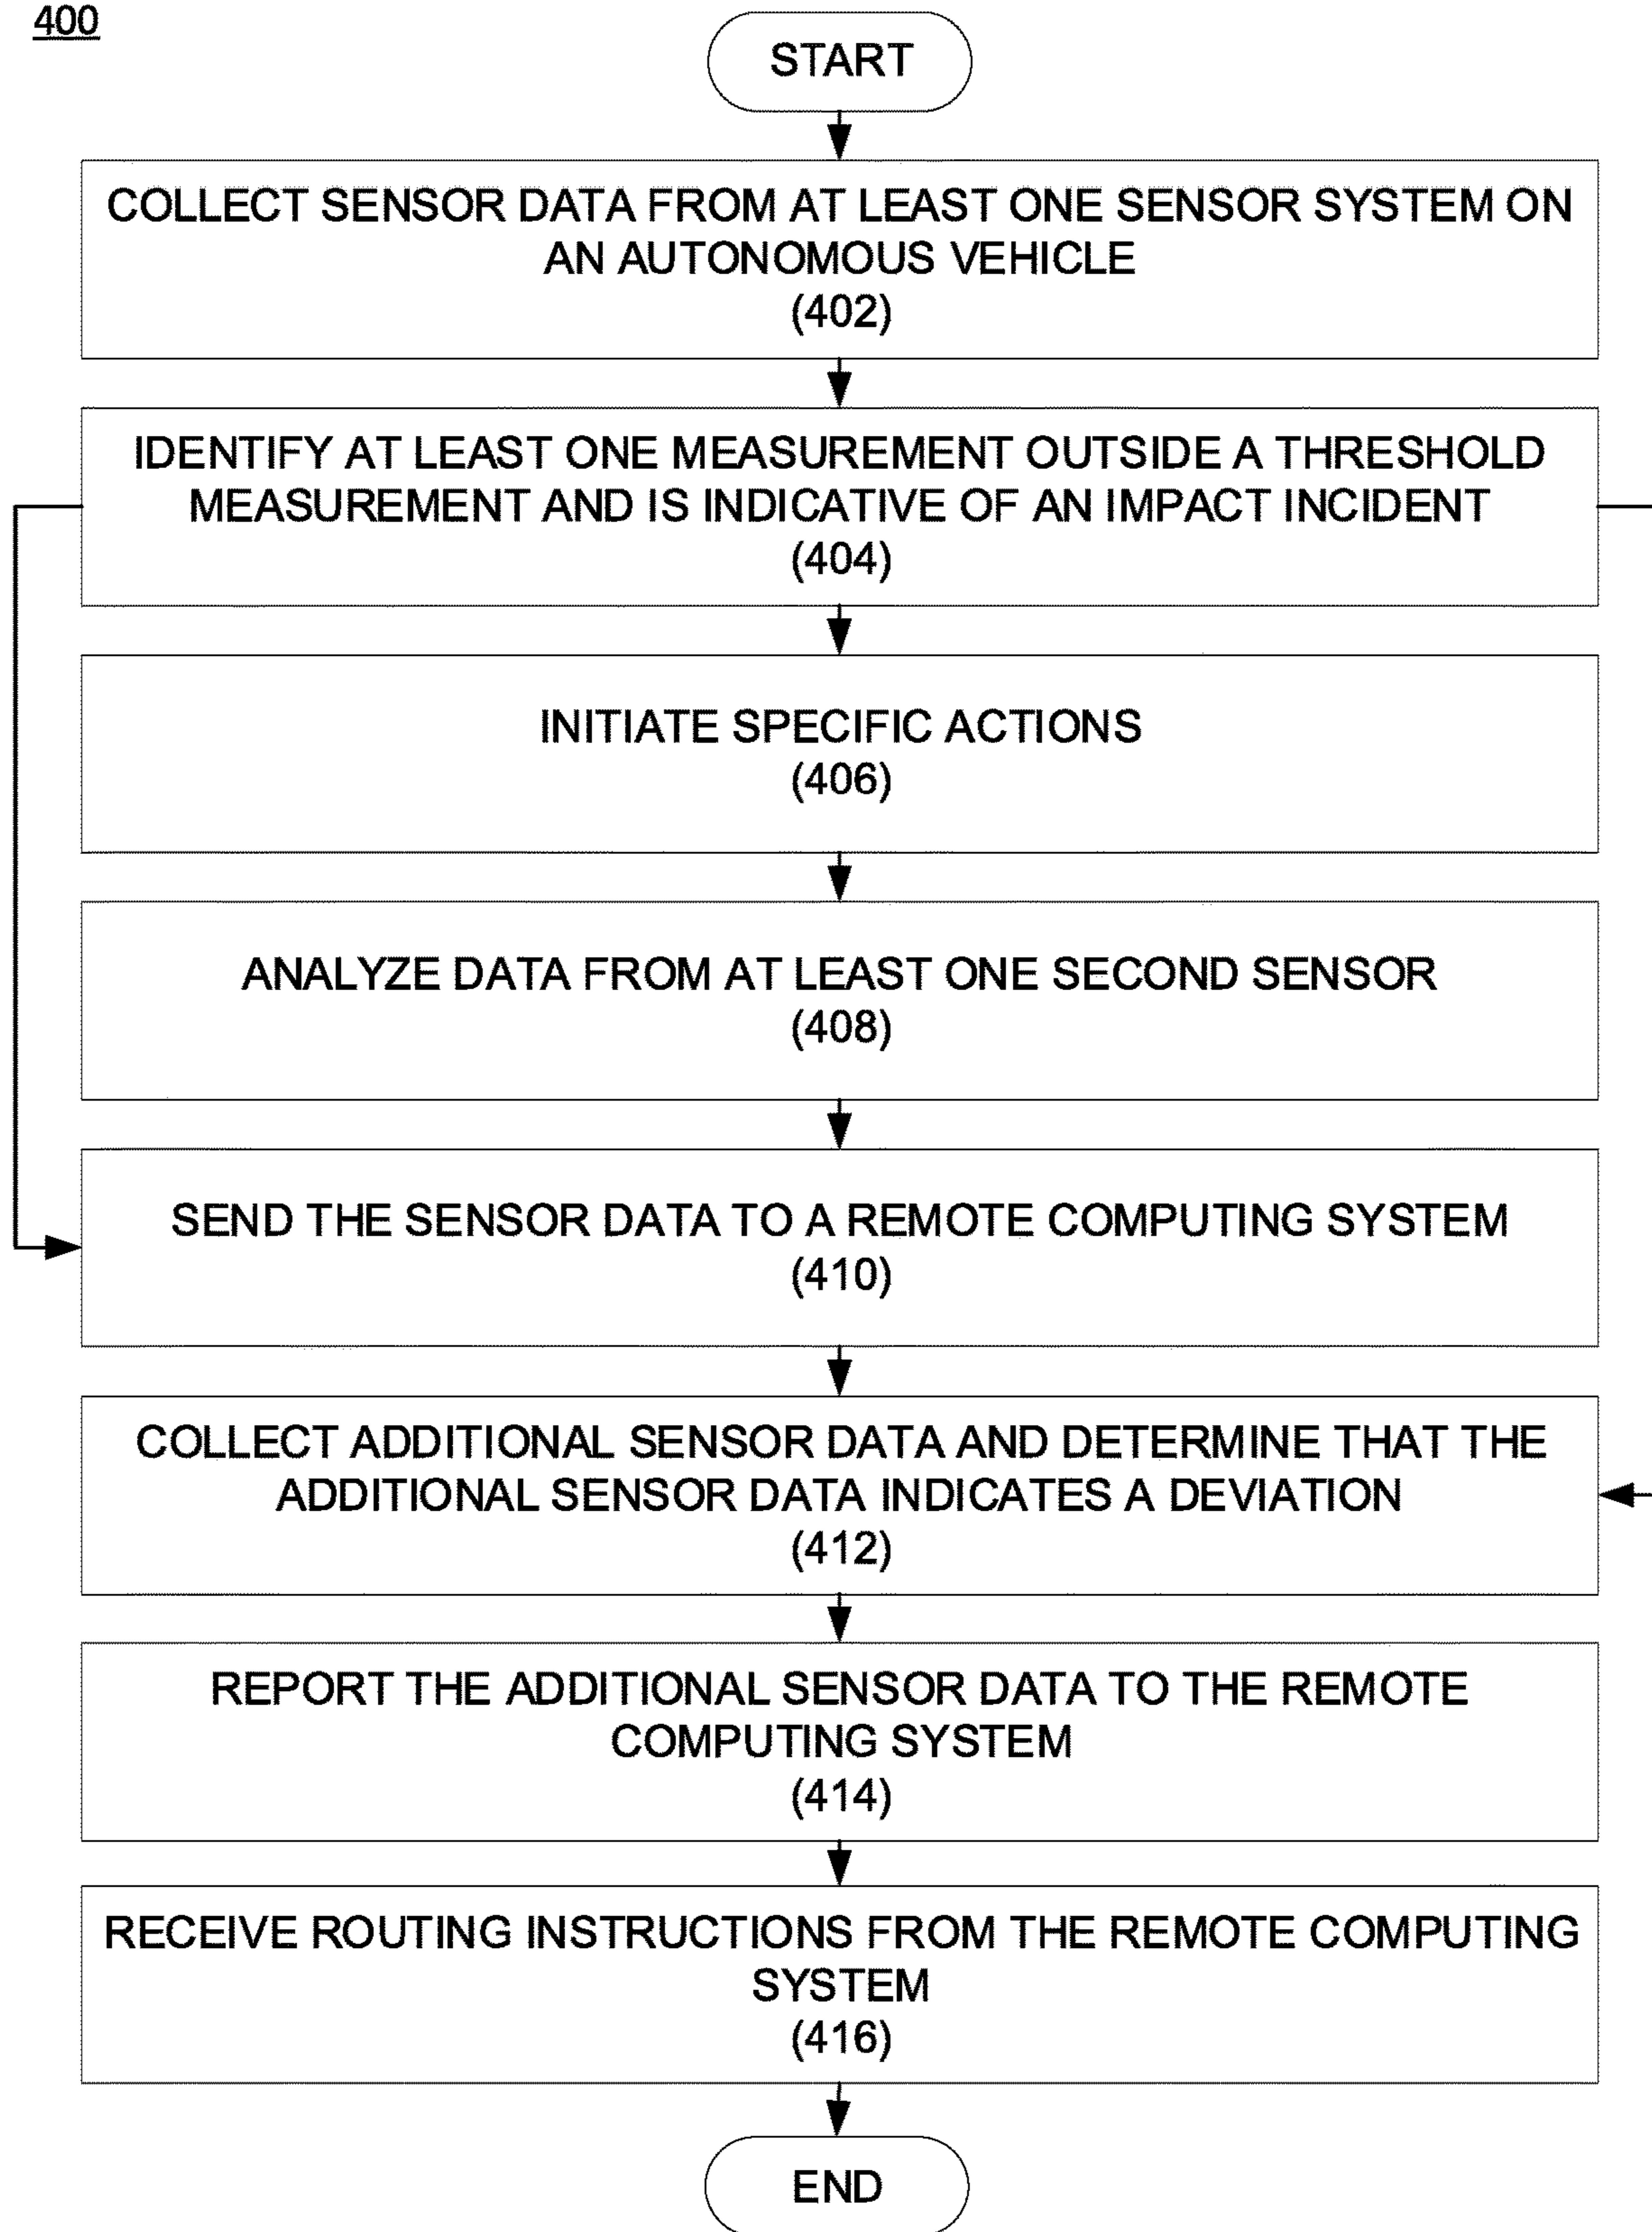 400
START
COLLECT SENSOR DATA FROM AT LEAST ONE SENSOR SYSTEM ON
AN AUTONOMOUS VEHICLE
(402)
IDENTIFY AT LEAST ONE MEASUREMENT OUTSIDE A THRESHOLD
MEASUREMENT AND IS INDICATIVE OF AN IMPACT INCIDENT
(404)
INITIATE SPECIFIC ACTIONS
(406)
ANALYZE DATA FROM AT LEAST ONE SECOND SENSOR
(408)
SEND THE SENSOR DATA TO A REMOTE COMPUTING SYSTEM
(410)
COLLECT ADDITIONAL SENSOR DATA AND DETERMINE THAT THE
ADDITIONAL SENSOR DATA INDICATES A DEVIATION
(412)
REPORT THE ADDITIONAL SENSOR DATA TO THE REMOTE
COMPUTING SYSTEM
(414)
RECEIVE ROUTING INSTRUCTIONS FROM THE REMOTE COMPUTING
SYSTEM
(416)
END